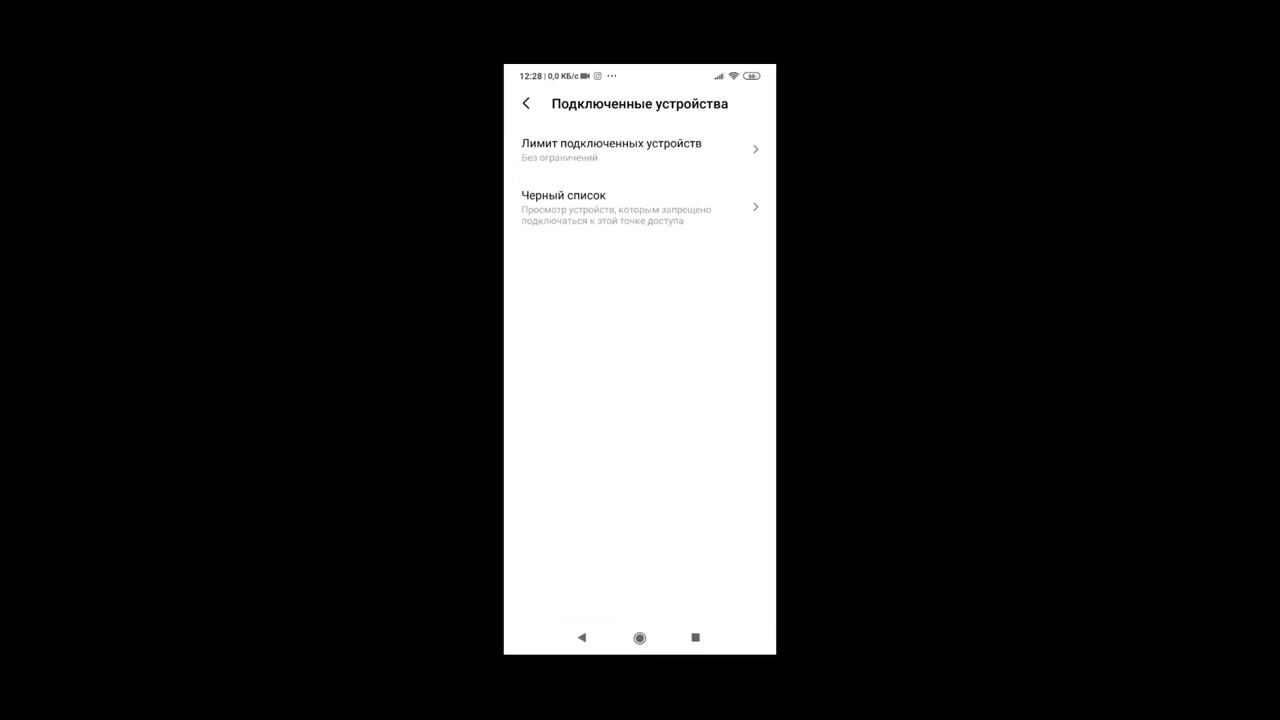 12:28 | 0,0 КБ/с ... 66
Подключенные устройства
Лимит подключенных устройств
Без ограничений
Черный список
Просмотр устройств, которым запрещено
подключаться к этой точке доступа